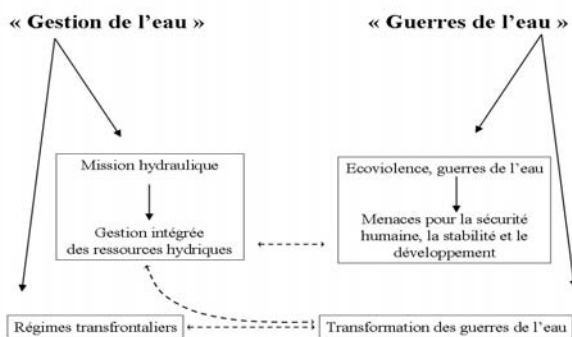 « Gestion de l’eau »
« Guerres de l’eau »
Mission hydraulique
Gestion intégrée
des ressources hydriques
Ecoviolence, guerres de l’eau
Menaces pour la sécurité
humaine, la stabilité et le
développement
Régimes transfrontaliers
Transformation des guerres de l’eau